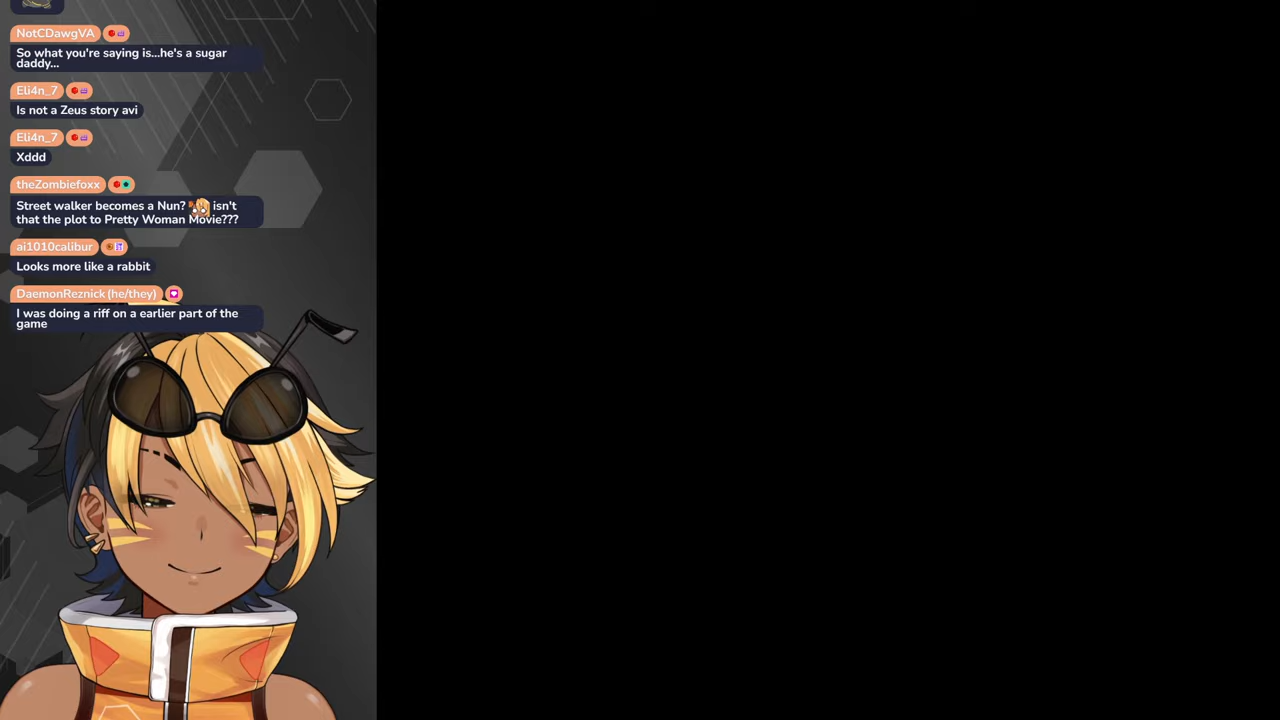 NotCDawgVA
So what you're saying is...he's a sugar
daddy...
Eli4n_7
Is not a Zeus story avi
Eli4n_7
Xddd
theZombiefoxx
Street walker becomes a Nun? isn't
that the plot to Pretty Woman Movie???
ai1010calibur
Looks more like a rabbit
DaemonReznick (he/they)
I was doing a riff on a earlier part of the
game